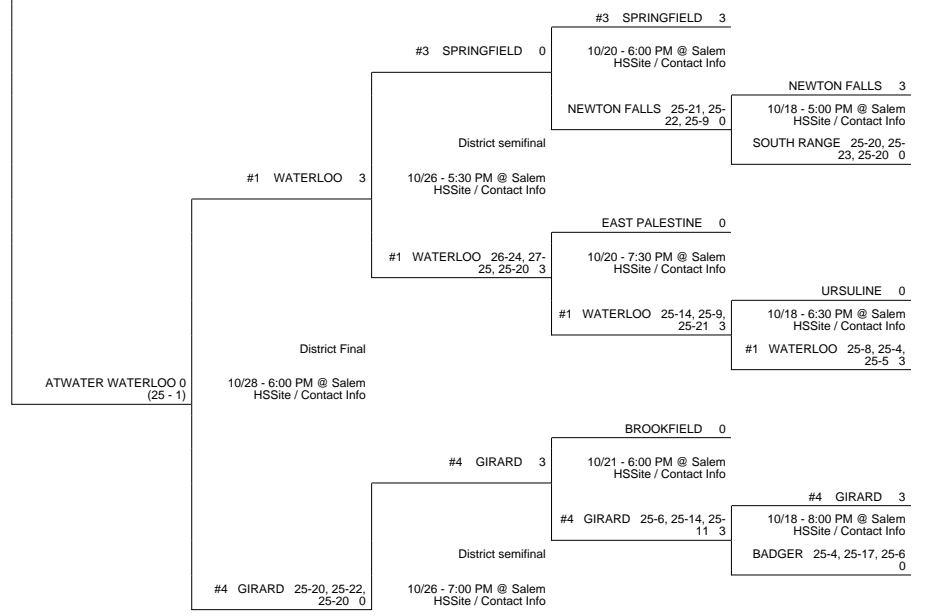 #3 SPRINGFIELD 3
#3 SPRINGFIELD 0
10/20 - 6:00 PM @ Salem
HSSite / Contact Info
NEWTON FALLS 3
NEWTON FALLS 25-21, 25-
22, 25-9 0
10/18 - 5:00 PM @ Salem
HSSite / Contact Info
District semifinal
SOUTH RANGE 25-20, 25-
23, 25-20 0
#1 WATERLOO 3
10/26 - 5:30 PM @ Salem
HSSite / Contact Info
EAST PALESTINE 0
#1 WATERLOO 26-24, 27-
25, 25-20 3
10/20 - 7:30 PM @ Salem
HSSite / Contact Info
URSULINE 0
#1 WATERLOO 25-14, 25-9,
25-21 3
10/18 - 6:30 PM @ Salem
HSSite / Contact Info
District Final
#1 WATERLOO 25-8, 25-4,
25-5 3
ATWATER WATERLOO 0
(25 - 1)
10/28 - 6:00 PM @ Salem
HSSite / Contact Info
BROOKFIELD 0
#4 GIRARD 3
10/21 - 6:00 PM @ Salem
HSSite / Contact Info
#4 GIRARD 3
#4 GIRARD 25-6, 25-14, 25-
11 3
10/18 - 8:00 PM @ Salem
HSSite / Contact Info
District semifinal
BADGER 25-4, 25-17, 25-6
0
#4 GIRARD 25-20, 25-22,
25-20 0
10/26 - 7:00 PM @ Salem
HSSite / Contact Info